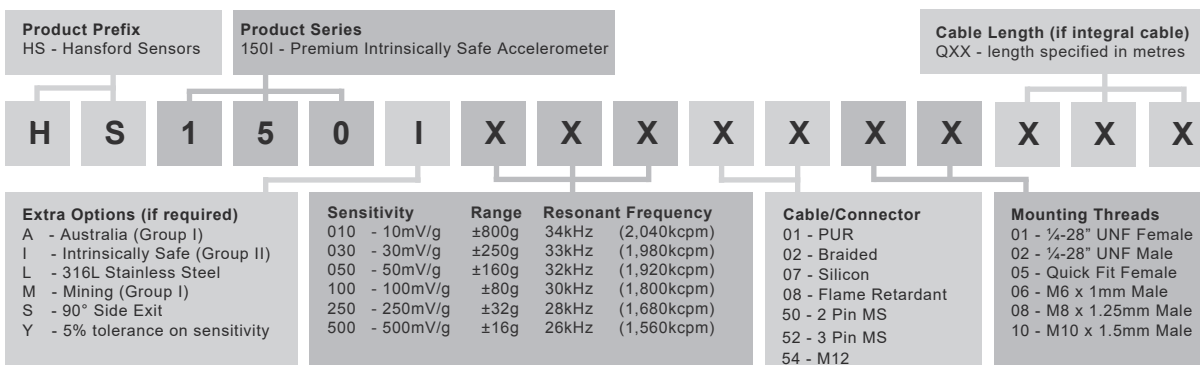 Product Prefix
HS - Hansford Sensors
Product Series
150I - Premium Intrinsically Safe Accelerometer
Cable Length (if integral cable)
QXX - length specified in metres
H S 1 5 0 I X X X X X X X X X X
Extra Options (if required)
A - Australia (Group I)
I - Intrinsically Safe (Group II)
L - 316L Stainless Steel
M - Mining (Group I)
S - 90° Side Exit
Y - 5% tolerance on sensitivity
Sensitivity Range Resonant Frequency
010 - 10mV/g ±800g 34kHz (2,040kcpm)
030 - 30mV/g ±250g 33kHz (1,980kcpm)
050 - 50mV/g ±160g 32kHz (1,920kcpm)
100 - 100mV/g ±80g 30kHz (1,800kcpm)
250 - 250mV/g ±32g 28kHz (1,680kcpm)
500 - 500mV/g ±16g 26kHz (1,560kcpm)
Cable/Connector
01 - PUR
02 - Braided
07 - Silicon
08 - Flame Retardant
50 - 2 Pin MS
52 - 3 Pin MS
54 - M12
Mounting Threads
01 - ¼-28” UNF Female
02 - ¼-28” UNF Male
05 - Quick Fit Female
06 - M6 x 1mm Male
08 - M8 x 1.25mm Male
10 - M10 x 1.5mm Male